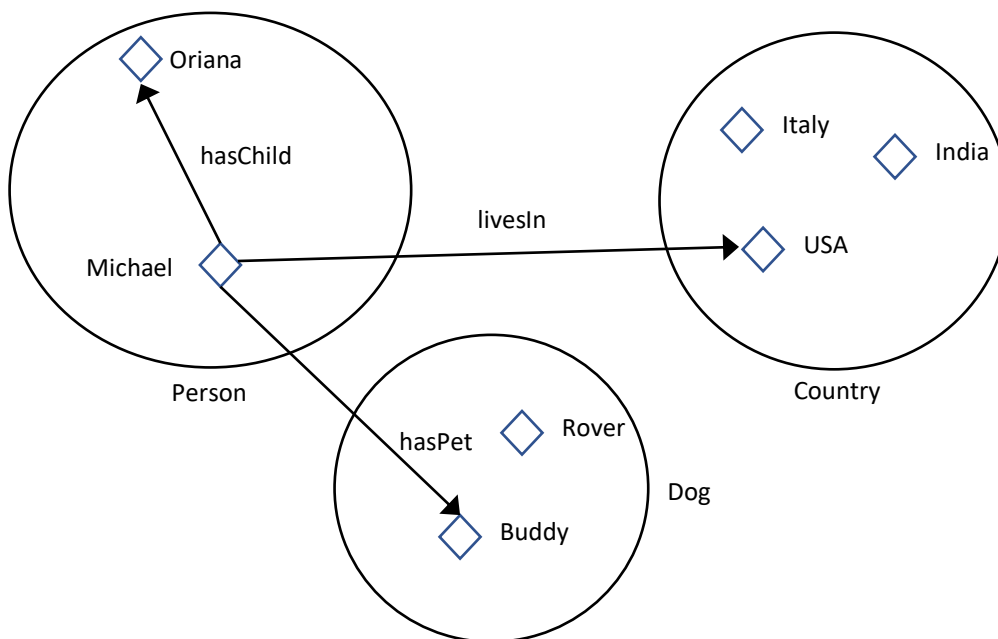 Oriana
Italy
India
hasChild
livesIn
USA
Michael
Person
Country
Rover
hasPet
Dog
Buddy